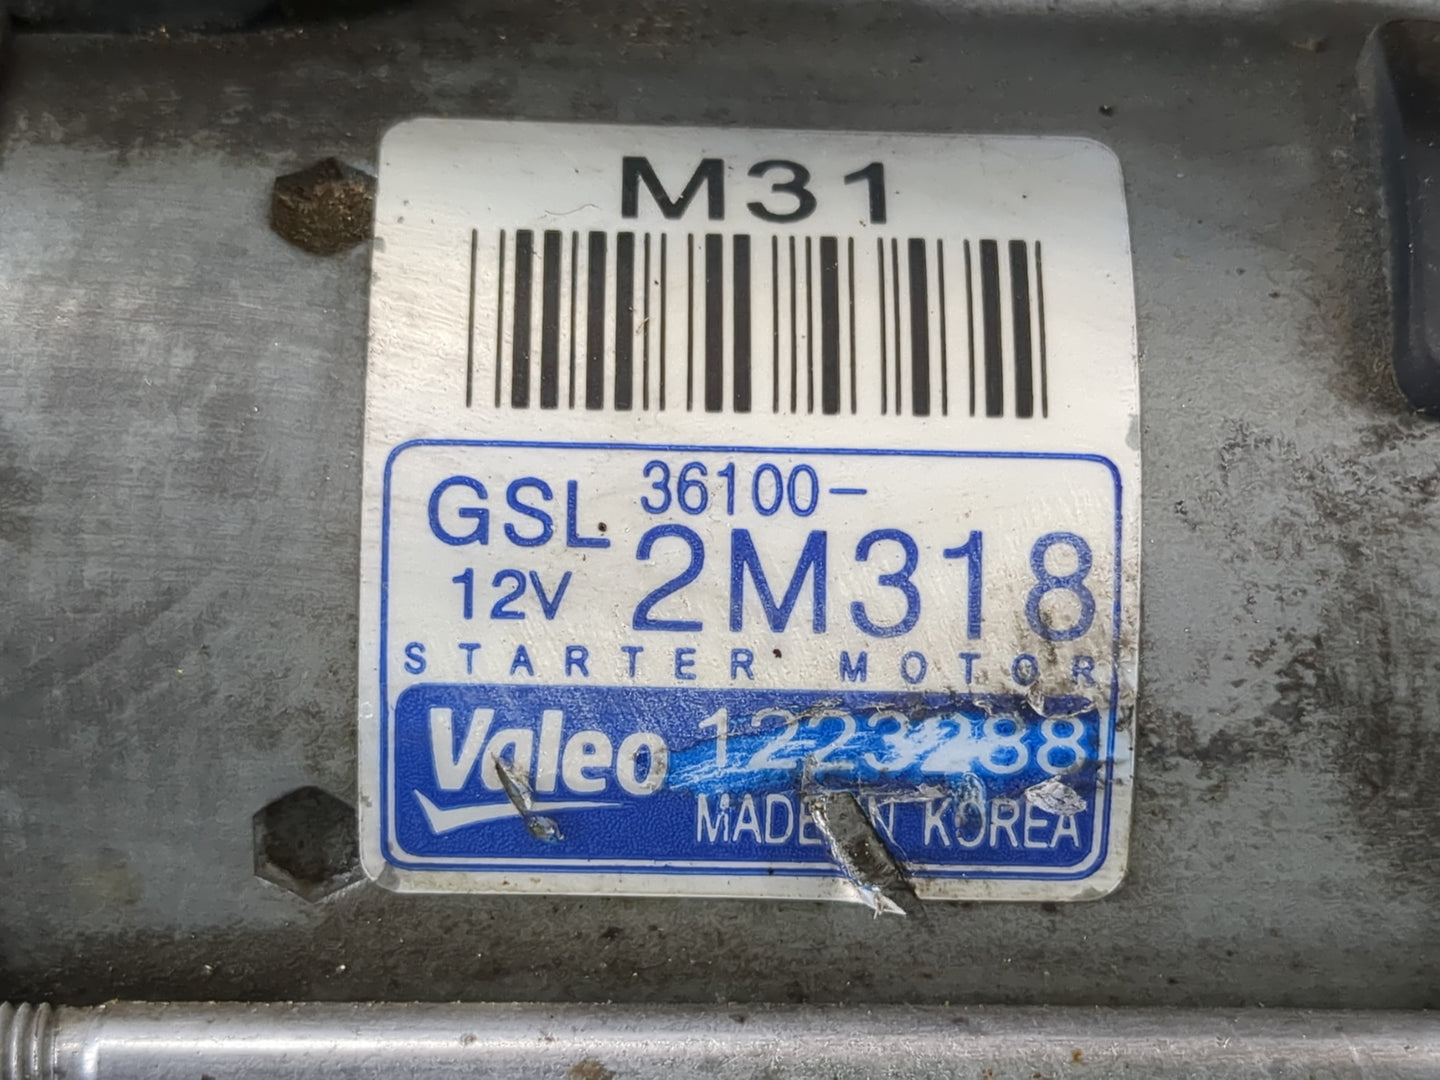 M31
GSL 36100-
12V 2M318
STARTER MOTOR
Valeo 1223288
MADE IN KOREA